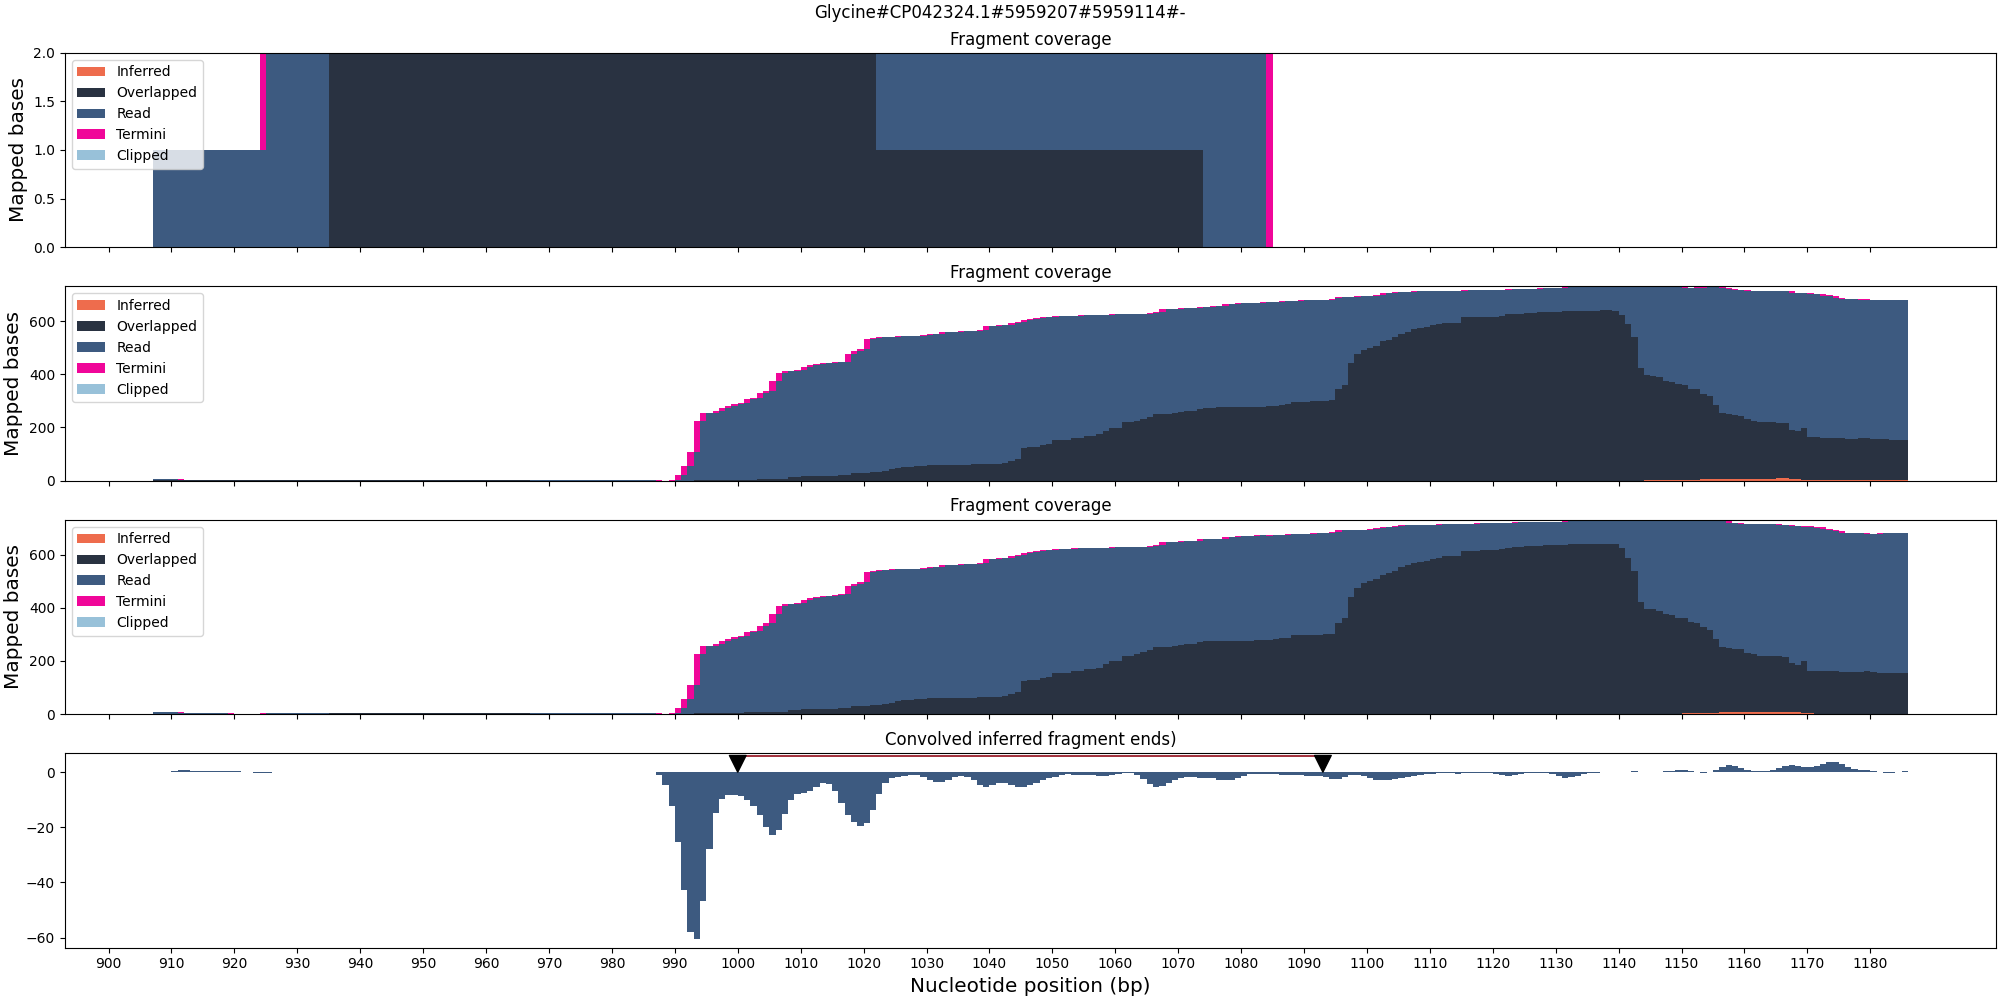 Glycine#CP042324.1#5959207#5959114#-
Fragment coverage
Mapped bases
2.0
1.5
1.0
0.5
0.0
Inferred
Overlapped
Read
Termini
Clipped
Fragment coverage
Mapped bases
600
400
200
0
Inferred
Overlapped
Read
Termini
Clipped
Fragment coverage
Mapped bases
600
400
200
0
Inferred
Overlapped
Read
Termini
Clipped
Convolved inferred fragment ends)
0
−20
−40
−60
900 910 920 930 940 950 960 970 980 990 1000 1010 1020 1030 1040 1050 1060 1070 1080 1090 1100 1110 1120 1130 1140 1150 1160 1170 1180
Nucleotide position (bp)